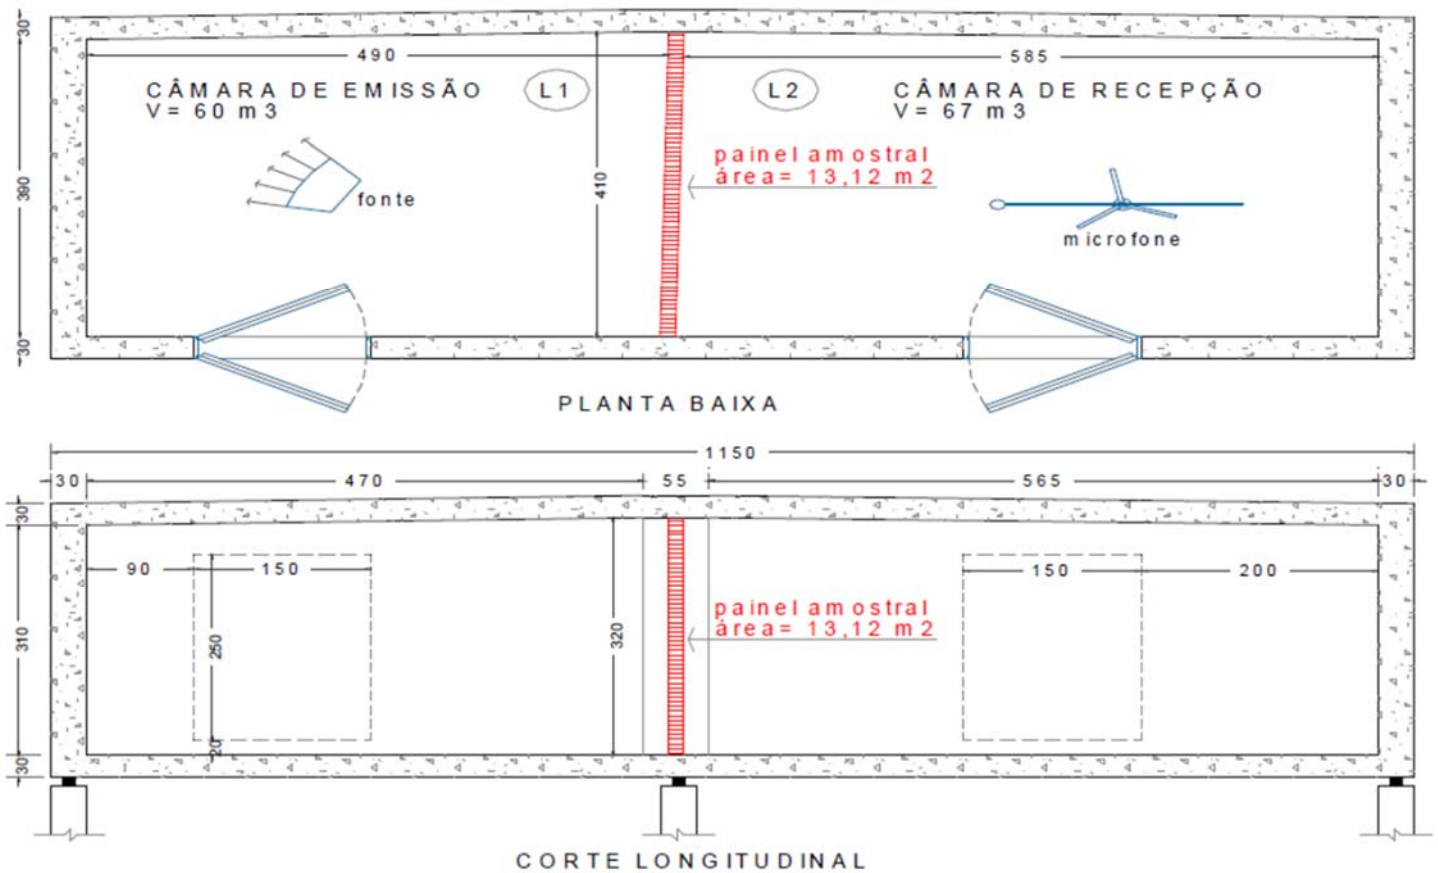 30
490
585
CÂMARA DE EMISSÃO
V= 60 m3
L1
L2
CÂMARA DE RECEPÇÃO
V= 67 m3
painel amostral
área= 13,12 m2
390
410
fonte
microfone
30
PLANTA BAIXA
1150
30
470
55
565
30
30
90
150
150
200
painel amostral
área= 13,12 m2
310
250
320
20
30
CORTE LONGITUDINAL